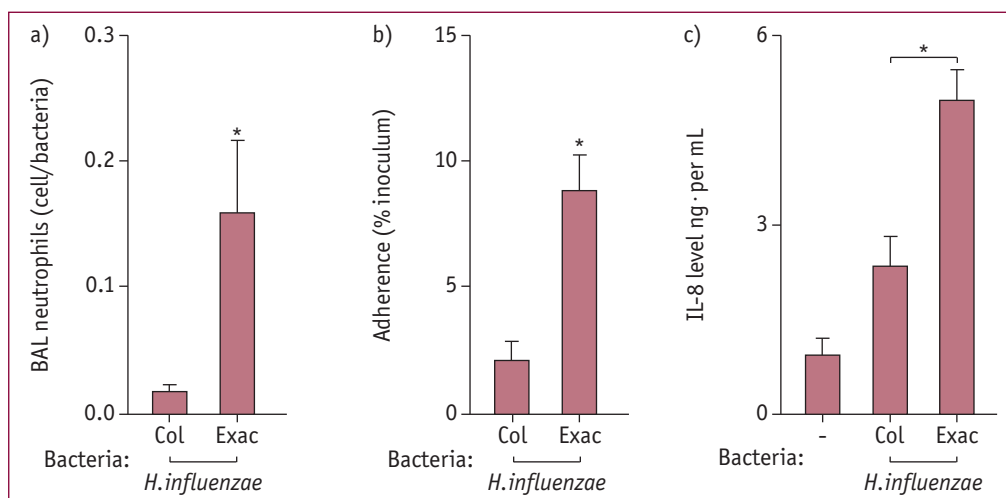 a)
0.3
0.2
0.1
0.0
BAL neutrophils (cell/bacteria)
*
Col Exac
Bacteria:
H.influenzae
b)
15
10
5
0
Adherence (% inoculum)
*
Col Exac
Bacteria:
H.influenzae
c)
6
3
0
IL-8 level ng · per mL
*
- Col Exac
Bacteria:
H.influenzae